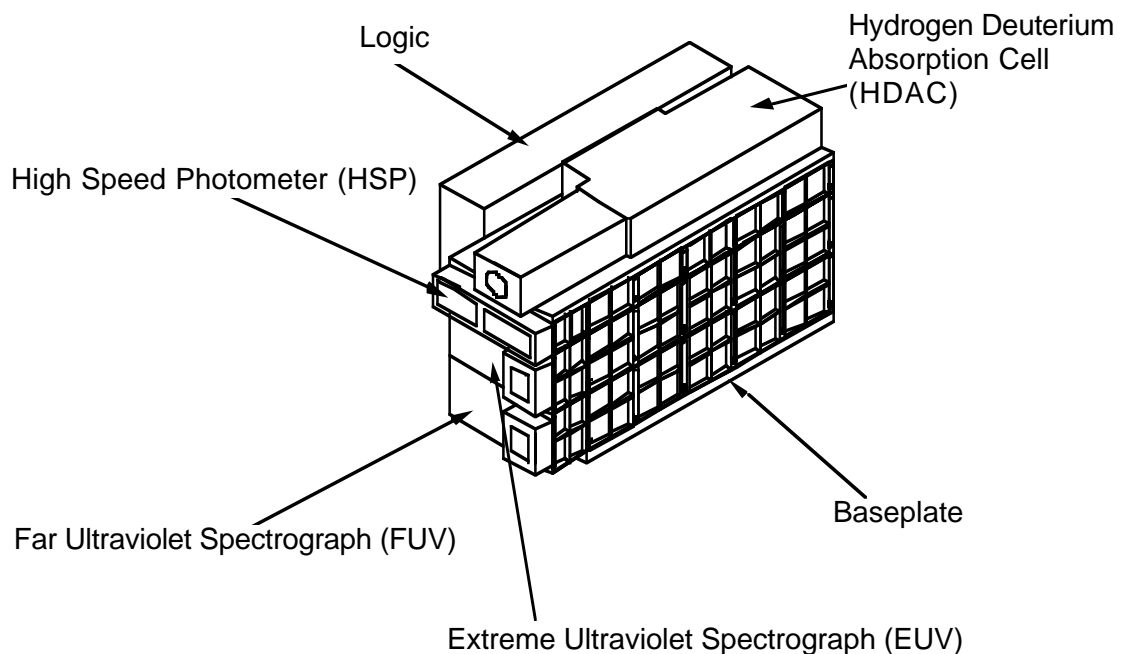 Logic
Hydrogen Deuterium
Absorption Cell
(HDAC)
High Speed Photometer (HSP)
Baseplate
Far Ultraviolet Spectrograph (FUV)
Extreme Ultraviolet Spectrograph (EUV)